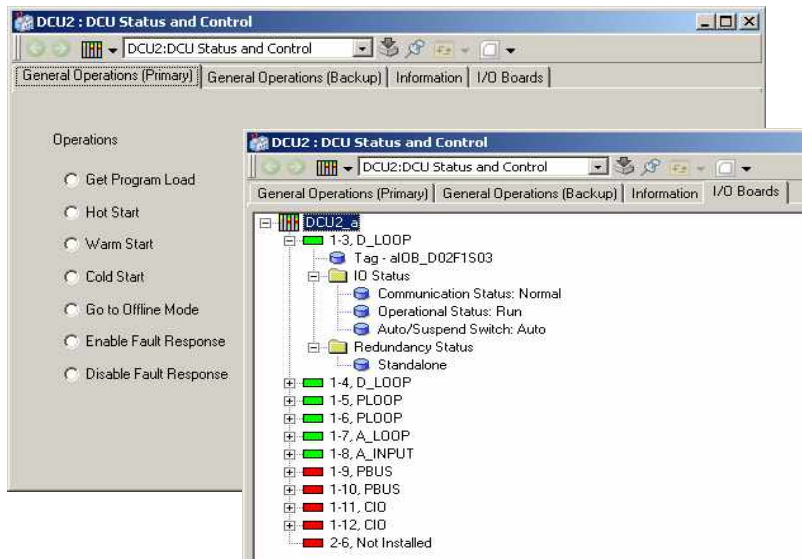 DCU2 : DCU Status and Control
DCU2:DCU Status and Control
General Operations (Primary) General Operations (Backup) Information I/O Boards
Operations
Get Program Load
Hot Start
Warm Start
Cold Start
Go to Offline Mode
Enable Fault Response
Disable Fault Response
DCU2 : DCU Status and Control
DCU2:DCU Status and Control
General Operations (Primary) General Operations (Backup) Information I/O Boards
DCU2_a
1-3, D_LOOP
Tag - aIOB_D02F1S03
IO Status
Communication Status: Normal
Operational Status: Run
Auto/Suspend Switch: Auto
Redundancy Status
Standalone
1-4, D_LOOP
1-5, PLOOP
1-6, PLOOP
1-7, A_LOOP
1-8, A_INPUT
1-9, PBUS
1-10, PBUS
1-11, CIO
1-12, CIO
2-6, Not Installed